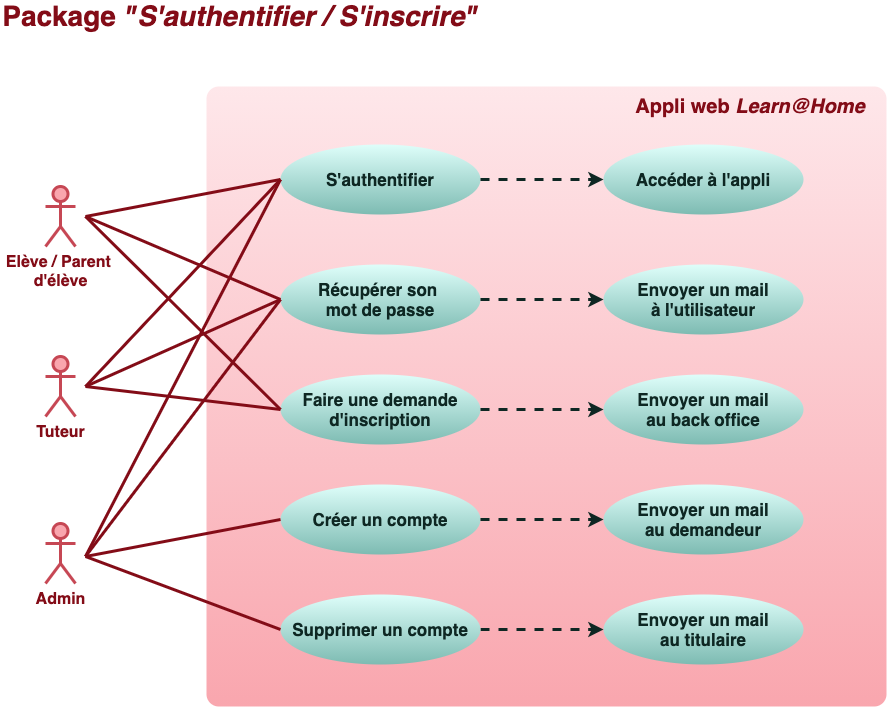 Package "S'authentifier / S'inscrire"
Appli web Learn@Home
S'authentifier
Accéder à l'appli
Elève / Parent
d'élève
Récupérer son
mot de passe
Envoyer un mail
à l'utilisateur
Tuteur
Faire une demande
d'inscription
Envoyer un mail
au back office
Admin
Créer un compte
Envoyer un mail
au demandeur
Supprimer un compte
Envoyer un mail
au titulaire